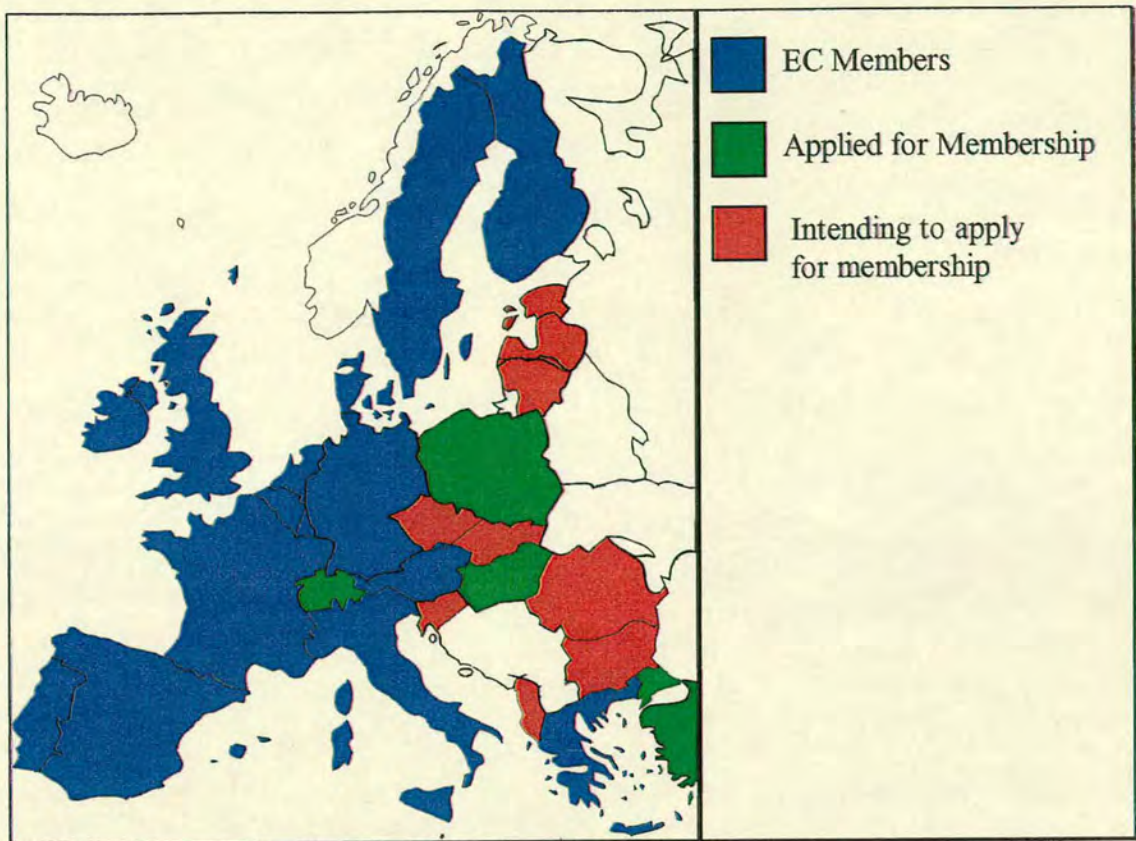 EC Members
Applied for Membership
Intending to apply
for membership